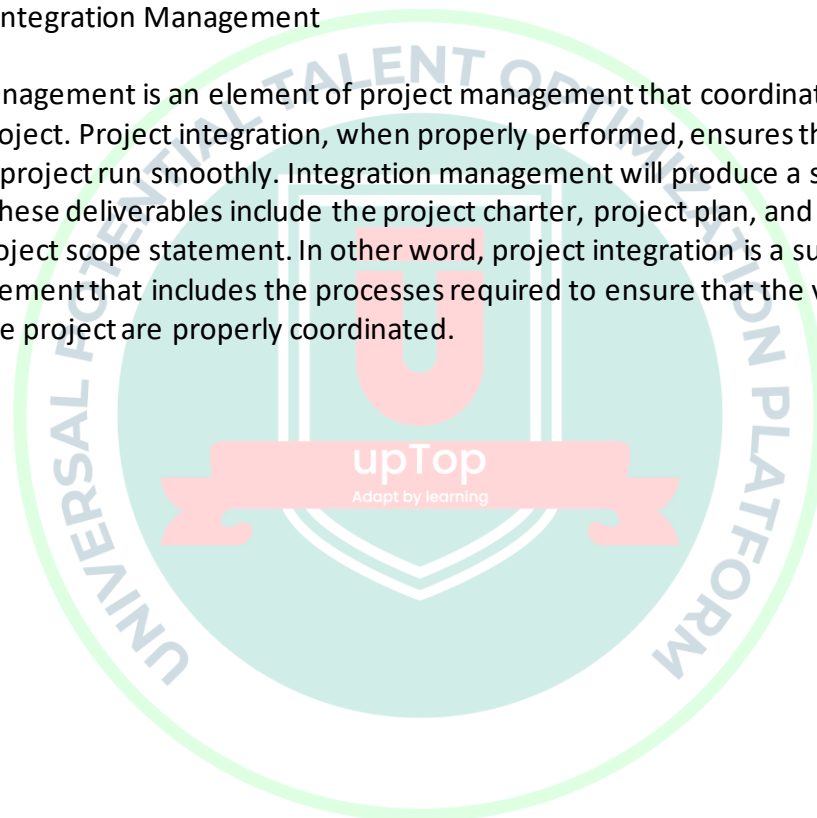 ntegration Management
nagement is an element of project management that coordinat
oject. Project integration, when properly performed, ensures th
project run smoothly. Integration management will produce a s
hese deliverables include the project charter, project plan, and
oject scope statement. In other word, project integration is a su
ement that includes the processes required to ensure that the v
e project are properly coordinated.
UNIVERSAL POTENTIAL TALENT OPTIMIZATION PLATFORM
upTop
Adapt by learning